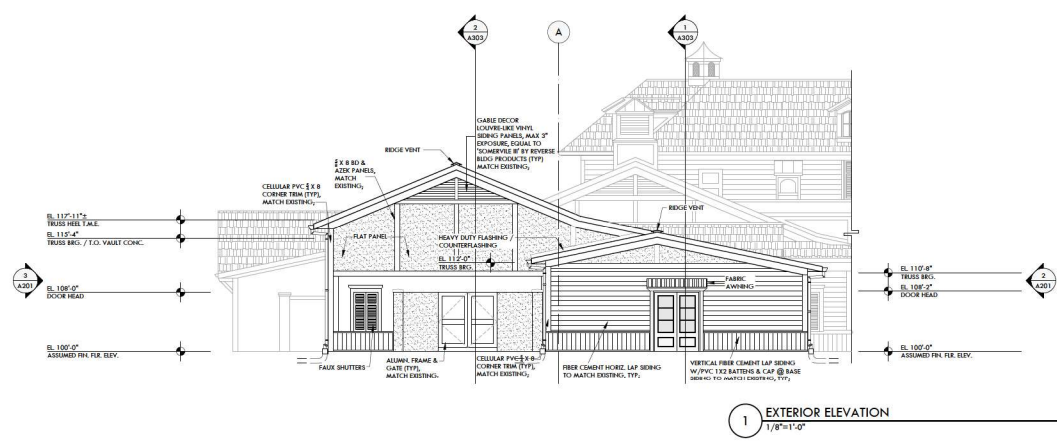 2
A303
A
1
A303
GABLE DECOR
LOUVRE-LIKE VINYL
SIDING PANELS, MAX 3"
EXPOSURE, EQUAL TO
'SOMERVILE III' BY REVERSE
BLDG PRODUCTS (TYP)
MATCH EXISTING;
RIDGE VENT
X 8 BD &
AZEK PANELS,
MATCH
EXISTING;
CELLULAR PVC X 8
CORNER TRIM (TYP),
MATCH EXISTING;
RIDGE VENT
EL. 117'-11"±
TRUSS HEEL T.M.E.
EL. 115'-4"
TRUSS BRG. / T.O. VAULT CONC.
FLAT PANEL
HEAVY DUTY FLASHING /
COUNTERFLASHING
EL. 112'-0"
TRUSS BRG.
3
A201
EL. 108'-0"
DOOR HEAD
FABRIC
AWNING
EL. 110'-8"
TRUSS BRG.
EL. 108'-2"
DOOR HEAD
2
A201
EL. 100'-0"
ASSUMED FIN. FLR. ELEV.
EL. 100'-0"
ASSUMED FIN. FLR. ELEV.
FAUX SHUTTERS
ALUMN. FRAME &
GATE (TYP),
MATCH EXISTING.
CELLULAR PVC X 8
CORNER TRIM (TYP),
MATCH EXISTING;
FIBER CEMENT HORIZ. LAP SIDING
TO MATCH EXISTING, TYP;
VERTICAL FIBER CEMENT LAP SIDING
W/PVC 1X2 BATTENS & CAP @ BASE
SIDING TO MATCH EXISTING, TYP;
1
EXTERIOR ELEVATION
1/8"=1'-0"